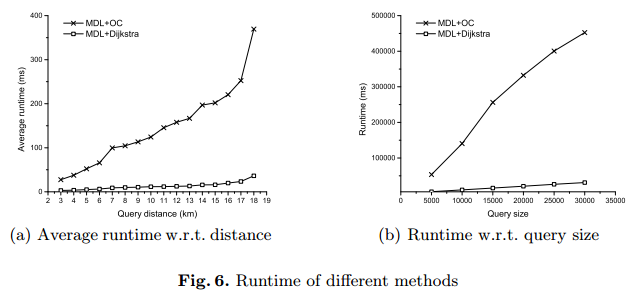 400
300
200
100
0
Average runtime (ms)
MDL+OC
MDL+Dijkstra
2 3 4 5 6 7 8 9 10 11 12 13 14 15 16 17 18 19
Query distance (km)
(a) Average runtime w.r.t. distance
500000
400000
300000
200000
100000
Runtime (ms)
MDL+OC
MDL+Dijkstra
0 5000 10000 15000 20000 25000 30000 35000
Query size
(b) Runtime w.r.t. query size
Fig. 6. Runtime of different methods